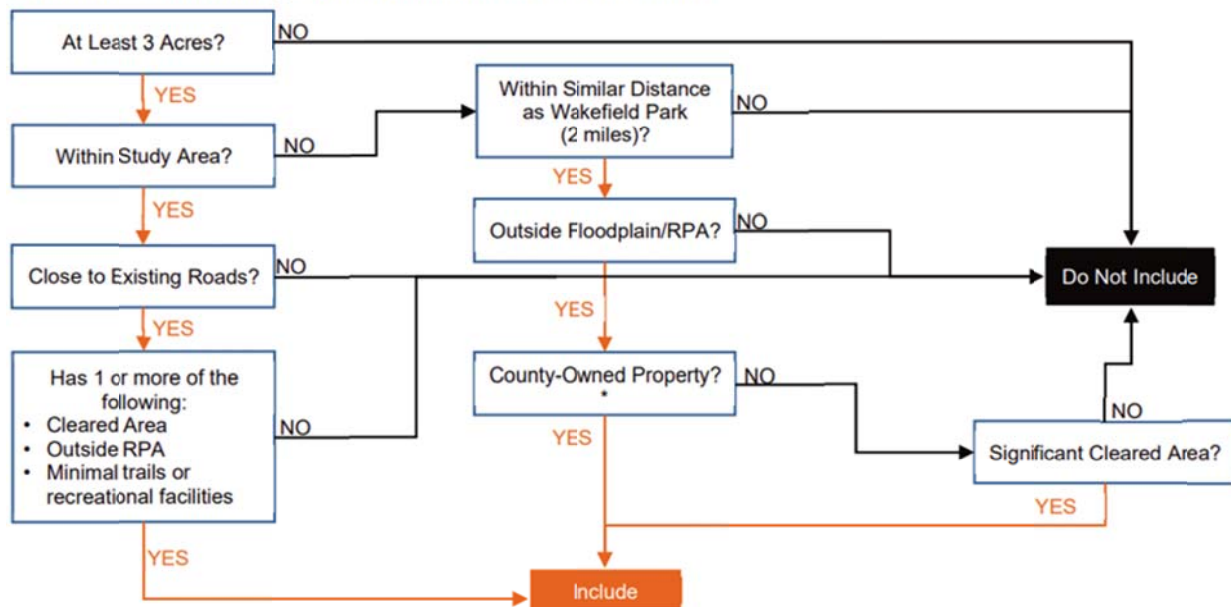 At Least 3 Acres?
NO
YES
Within Study Area?
NO
YES
Close to Existing Roads?
NO
YES
Has 1 or more of the
following:
• Cleared Area
• Outside RPA
• Minimal trails or
recreational facilities
NO
YES
Within Similar Distance
as Wakefield Park
(2 miles)?
NO
YES
Outside Floodplain/RPA?
NO
YES
County-Owned Property?
*
NO
YES
Significant Cleared Area?
NO
YES
Do Not Include
Include